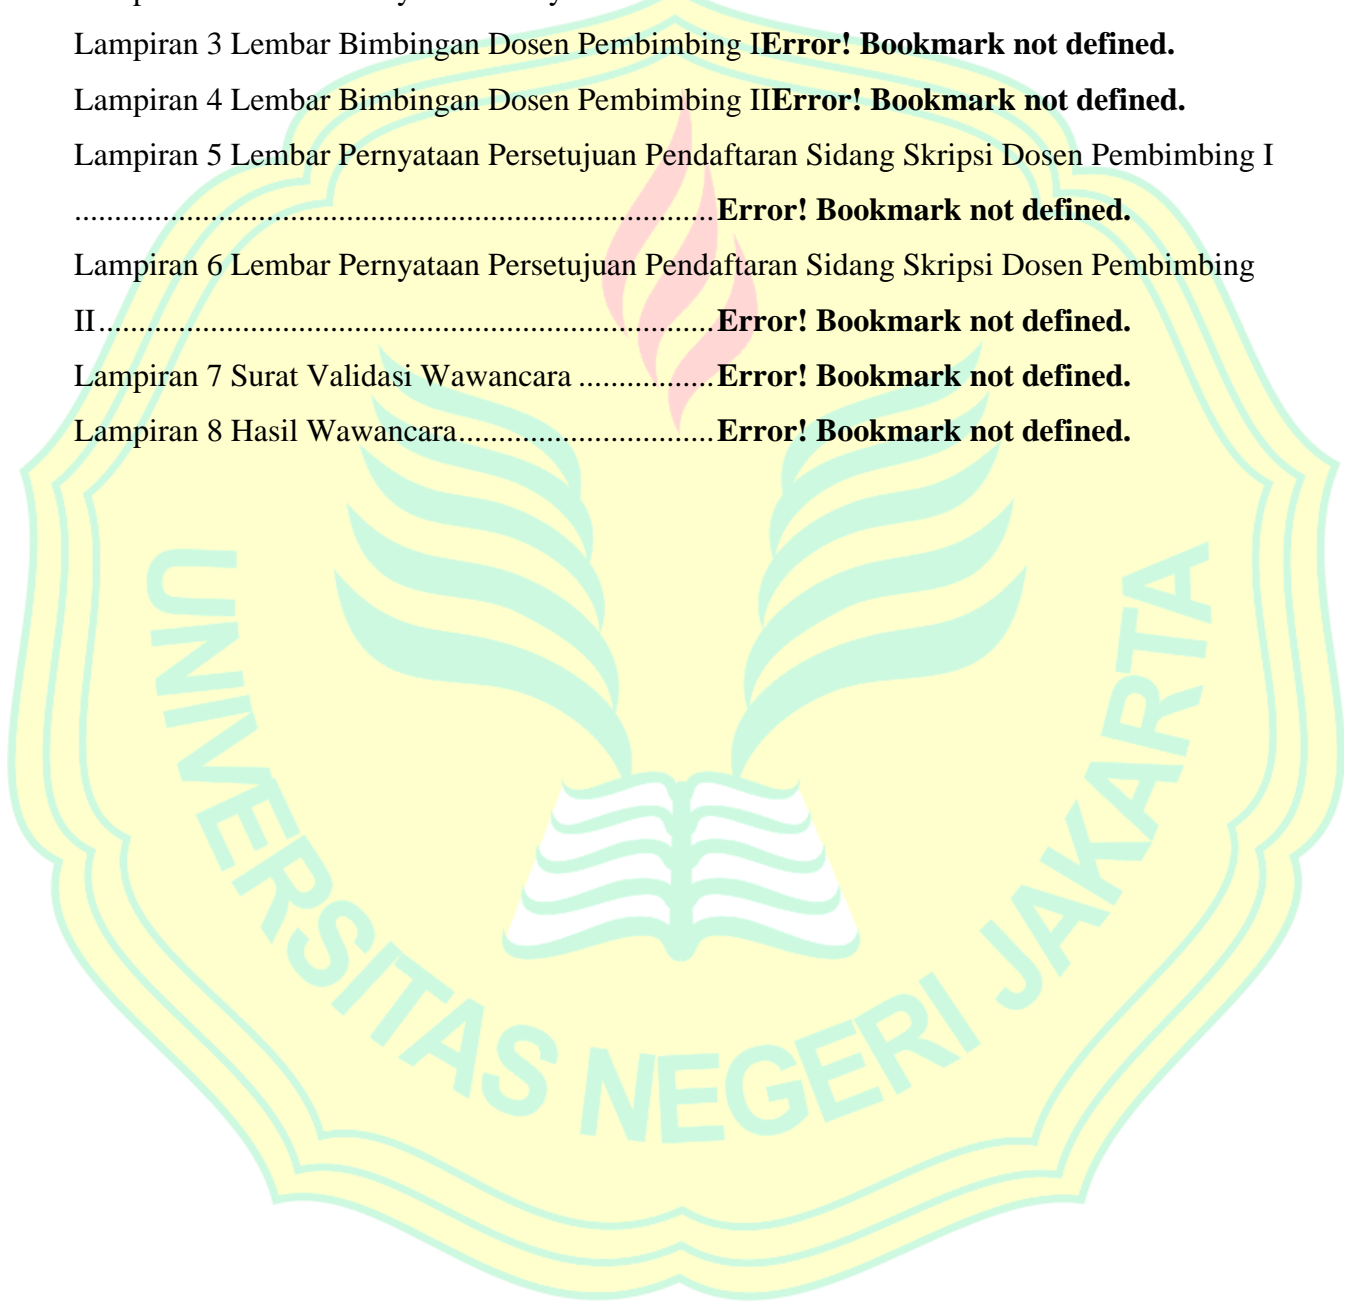 Lampiran 3 Lembar Bimbingan Dosen Pembimbing IError! Bookmark not defined.
Lampiran 4 Lembar Bimbingan Dosen Pembimbing IIError! Bookmark not defined.
Lampiran 5 Lembar Pernyataan Persetujuan Pendaftaran Sidang Skripsi Dosen Pembimbing I
................................................................................Error! Bookmark not defined.
Lampiran 6 Lembar Pernyataan Persetujuan Pendaftaran Sidang Skripsi Dosen Pembimbing
II.............................................................................Error! Bookmark not defined.
Lampiran 7 Surat Validasi Wawancara .................Error! Bookmark not defined.
Lampiran 8 Hasil Wawancara................................Error! Bookmark not defined.
UNIVERSITAS NEGERI JAKARTA